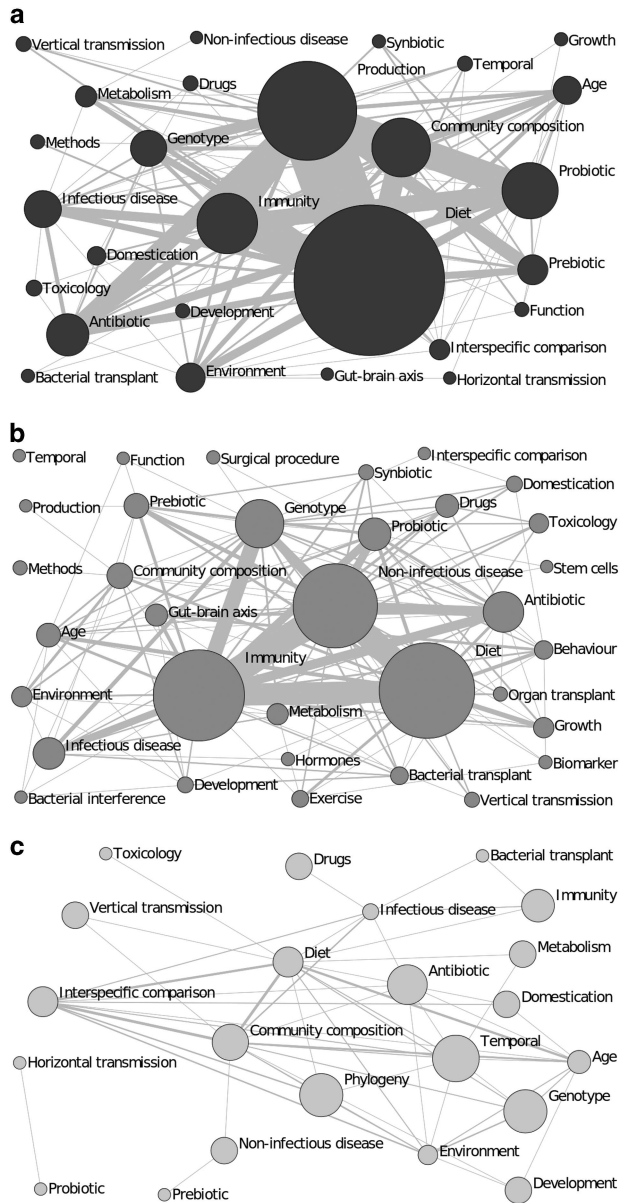 a
Vertical transmission
Non-infectious disease
Synbiotic
Growth
Production
Temporal
Drugs
Metabolism
Age
Community composition
Methods
Genotype
Probiotic
Infectious disease
Immunity
Diet
Domestication
Prebiotic
Toxicology
Development
Function
Antibiotic
Interspecific comparison
Bacterial transplant
Environment
Gut-brain axis
Horizontal transmission
b
Temporal
Function
Surgical procedure
Interspecific comparison
Synbiotic
Domestication
Production
Prebiotic
Genotype
Drugs
Probiotic
Toxicology
Methods
Community composition
Non-infectious disease
Stem cells
Gut-brain axis
Antibiotic
Age
Immunity
Diet
Behaviour
Environment
Metabolism
Organ transplant
Growth
Infectious disease
Hormones
Biomarker
Development
Bacterial transplant
Bacterial interference
Exercise
Vertical transmission
c
Toxicology
Drugs
Bacterial transplant
Vertical transmission
Infectious disease
Immunity
Diet
Metabolism
Antibiotic
Interspecific comparison
Domestication
Community composition
Temporal
Age
Horizontal transmission
Phylogeny
Genotype
Non-infectious disease
Environment
Probiotic
Prebiotic
Development